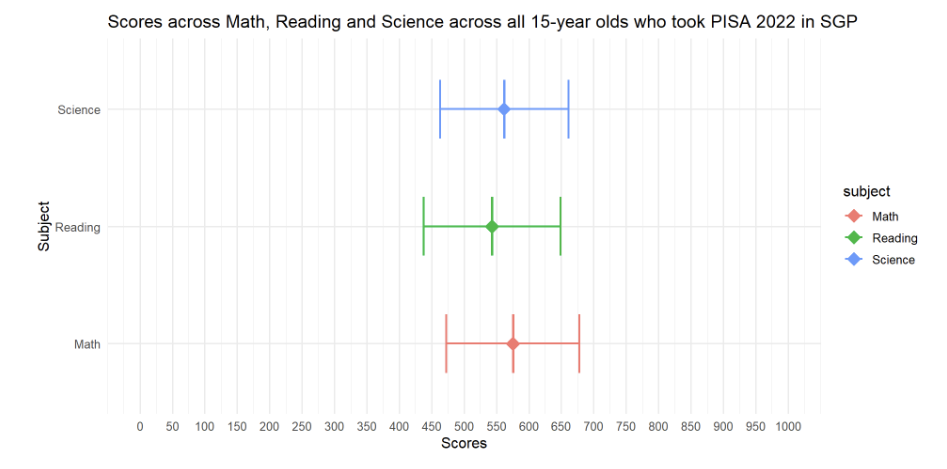 Scores across Math, Reading and Science across all 15-year olds who took PISA 2022 in SGP
Science
Reading
Math
Subject
0 50 100 150 200 250 300 350 400 450 500 550 600 650 700 750 800 850 900 950 1000
Scores
subject
Math
Reading
Science